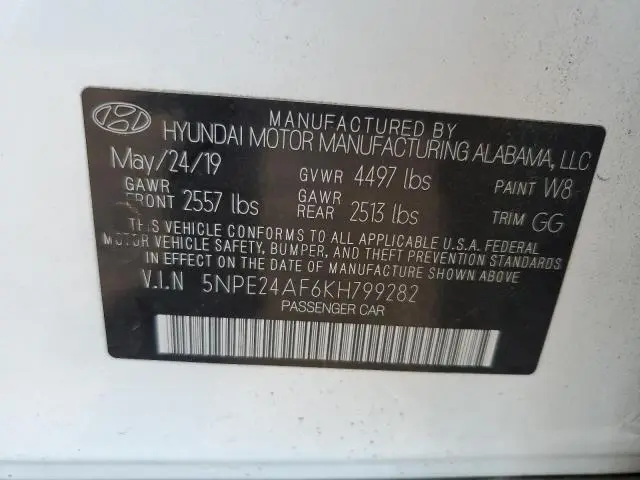 MANUFACTURED BY
HYUNDAI MOTOR MANUFACTURING ALABAMA, LLC
May/24/19 GVWR 4497 lbs PAINT W8
GAWR FRONT 2557 lbs GAWR REAR 2513 lbs TRIM GG
THIS VEHICLE CONFORMS TO ALL APPLICABLE U.S.A. FEDERAL
MOTOR VEHICLE SAFETY, BUMPER, AND THEFT PREVENTION STANDARDS
IN EFFECT ON THE DATE OF MANUFACTURE SHOWN ABOVE.
V.I.N 5NPE24AF6KH799282
PASSENGER CAR